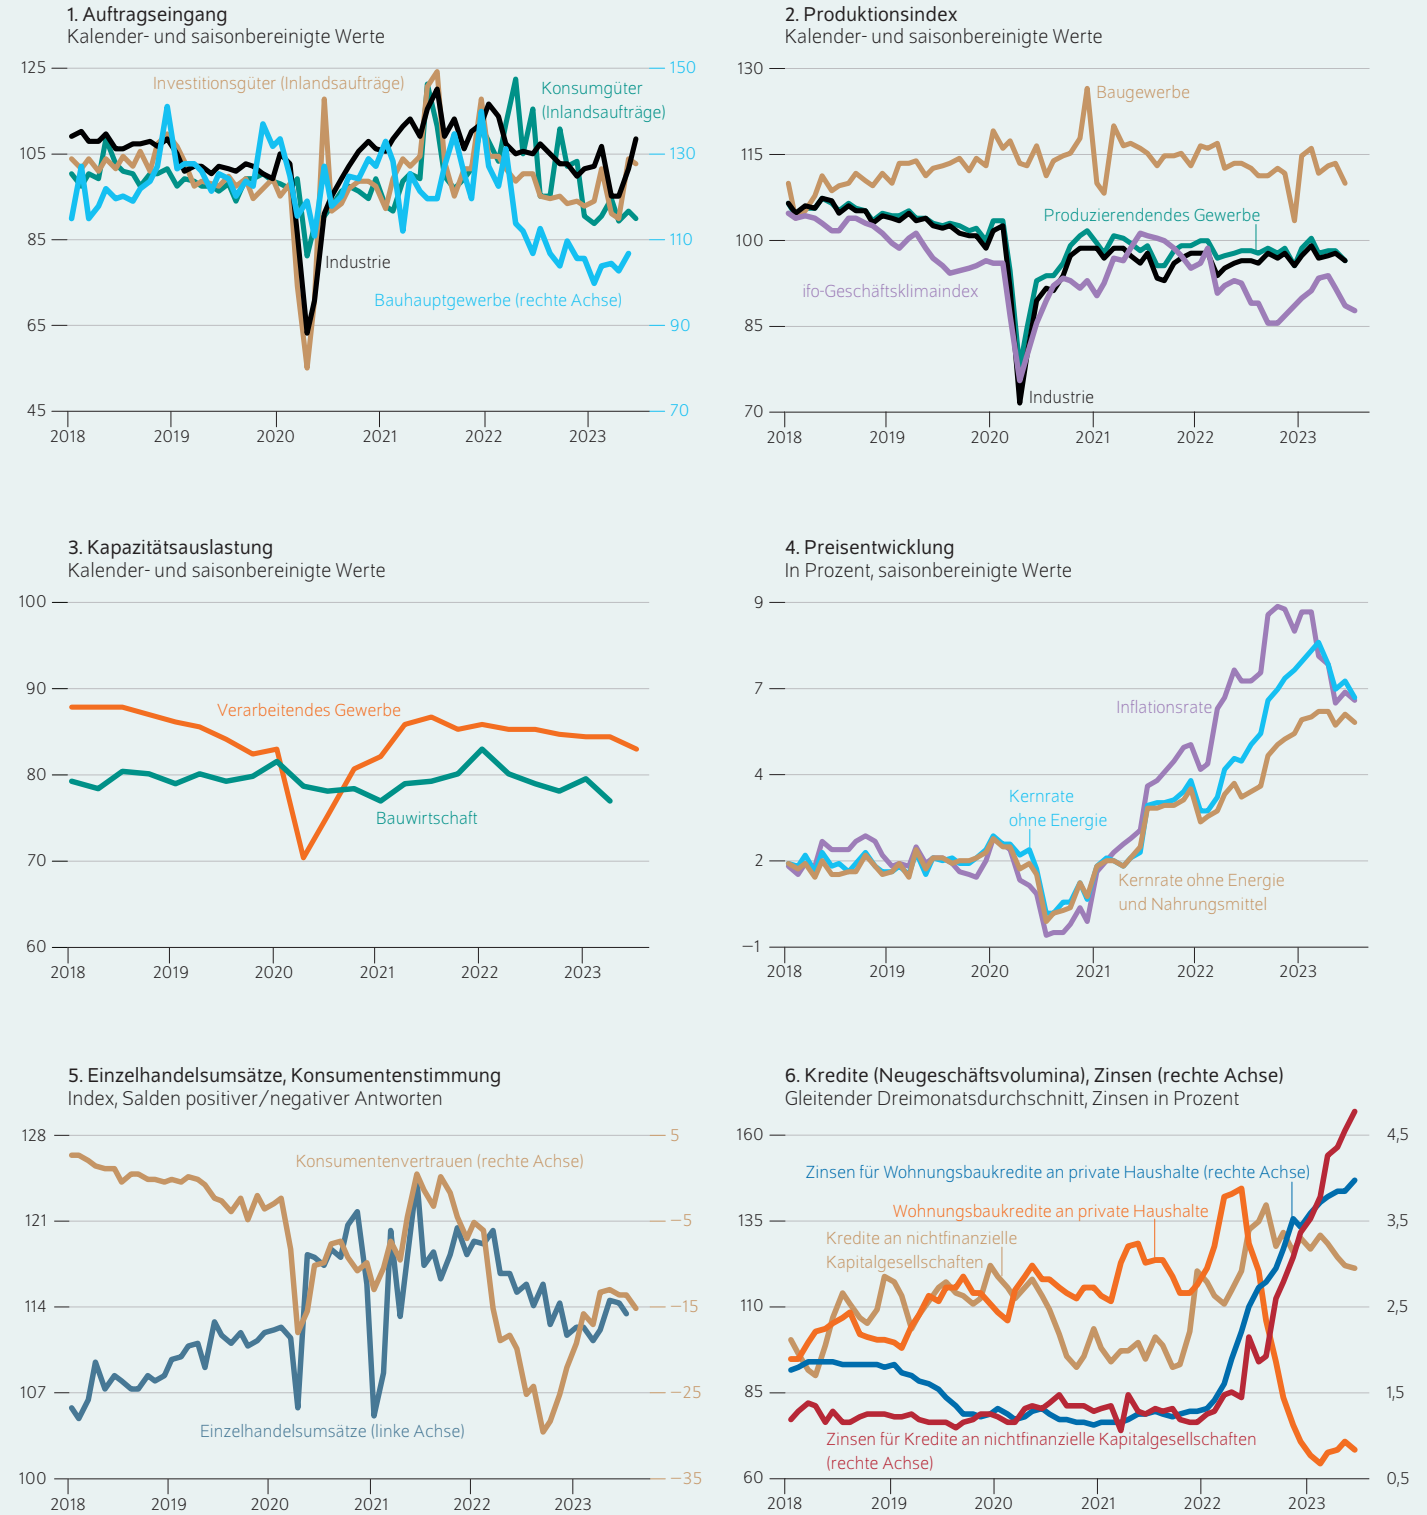 1. Auftragseingang
Kalender- und saisonbereinigte Werte
125
105
85
65
45
150
130
110
90
70
Investitionsgüter (Inlandsaufträge)
Konsumgüter
(Inlandsaufträge)
Industrie
Bauhauptgewerbe (rechte Achse)
2018 2019 2020 2021 2022 2023
2. Produktionsindex
Kalender- und saisonbereinigte Werte
130
115
100
85
70
Baugewerbe
Produzierendendes Gewerbe
ifo-Geschäftsklimaindex
Industrie
2018 2019 2020 2021 2022 2023
3. Kapazitätsauslastung
Kalender- und saisonbereinigte Werte
100
90
80
70
60
Verarbeitendes Gewerbe
Bauwirtschaft
2018 2019 2020 2021 2022 2023
4. Preisentwicklung
In Prozent, saisonbereinigte Werte
9
7
4
2
−1
Inflationsrate
Kernrate
ohne Energie
Kernrate ohne Energie
und Nahrungsmittel
2018 2019 2020 2021 2022 2023
5. Einzelhandelsumsätze, Konsumentenstimmung
Index, Salden positiver/negativer Antworten
128
121
114
107
100
5
−5
−15
−25
−35
Konsumentenvertrauen (rechte Achse)
Einzelhandelsumsätze (linke Achse)
2018 2019 2020 2021 2022 2023
6. Kredite (Neugeschäftsvolumina), Zinsen (rechte Achse)
Gleitender Dreimonatsdurchschnitt, Zinsen in Prozent
160
135
110
85
60
4,5
3,5
2,5
1,5
0,5
Zinsen für Wohnungsbaukredite an private Haushalte (rechte Achse)
Wohnungsbaukredite an private Haushalte
Kredite an nichtfinanzielle
Kapitalgesellschaften
Zinsen für Kredite an nichtfinanzielle Kapitalgesellschaften
(rechte Achse)
2018 2019 2020 2021 2022 2023